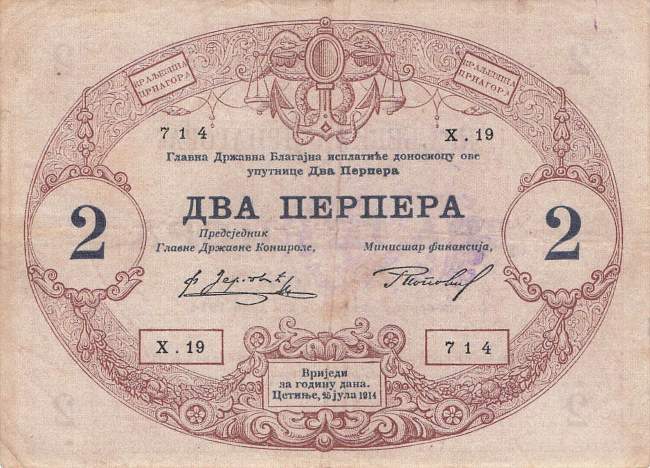 КРАЉЕВИНА
ЦРНАГОРА
КРАЉЕВИНА
ЦРНАГОРА
714
X.19
Главна Државна Благајна исплатиће доносиоцу ове
упутнице Два Перпера
2
ДВА ПЕРПЕРА
2
Предсједник
Главне Државне Контроле,
Министар финансија,
X.19
714
Вриједи
за годину дана.
Цетиње, 25 јула 1914